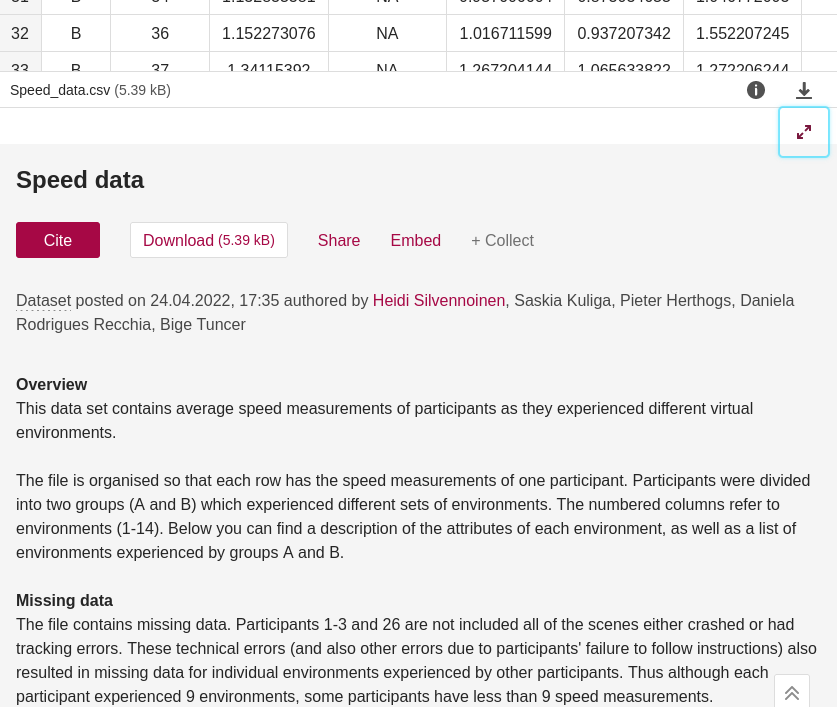 32 B 36 1.152273076 NA 1.016711599 0.937207342 1.552207245
33 B 37 1.34115392 NA 1.267204144 1.065633822 1.272206244
Speed_data.csv (5.39 kB)
Speed data
Cite Download (5.39 kB) Share Embed + Collect
Dataset posted on 24.04.2022, 17:35 authored by Heidi Silvennoinen, Saskia Kuliga, Pieter Herthogs, Daniela
Rodrigues Recchia, Bige Tuncer
Overview
This data set contains average speed measurements of participants as they experienced different virtual
environments.
The file is organised so that each row has the speed measurements of one participant. Participants were divided
into two groups (A and B) which experienced different sets of environments. The numbered columns refer to
environments (1-14). Below you can find a description of the attributes of each environment, as well as a list of
environments experienced by groups A and B.
Missing data
The file contains missing data. Participants 1-3 and 26 are not included all of the scenes either crashed or had
tracking errors. These technical errors (and also other errors due to participants' failure to follow instructions) also
resulted in missing data for individual environments experienced by other participants. Thus although each
participant experienced 9 environments, some participants have less than 9 speed measurements.